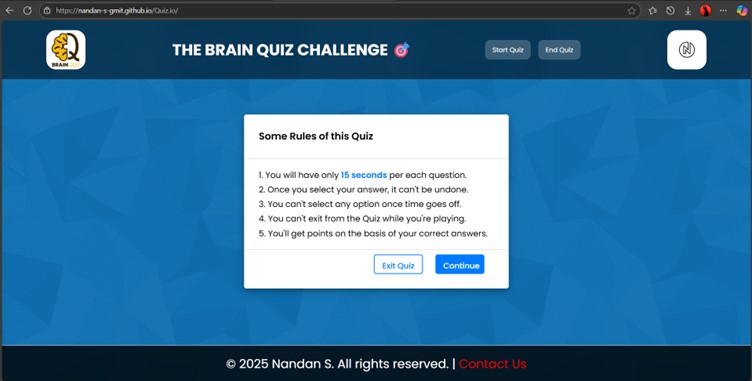 https://nandan-s-gmit.github.io/Quiz.io/
BRAIN QUIZ
THE BRAIN QUIZ CHALLENGE
Start Quiz
End Quiz
Some Rules of this Quiz
1. You will have only 15 seconds per each question.
2. Once you select your answer, it can't be undone.
3. You can't select any option once time goes off.
4. You can't exit from the Quiz while you're playing.
5. You'll get points on the basis of your correct answers.
Exit Quiz
Continue
© 2025 Nandan S. All rights reserved. | Contact Us